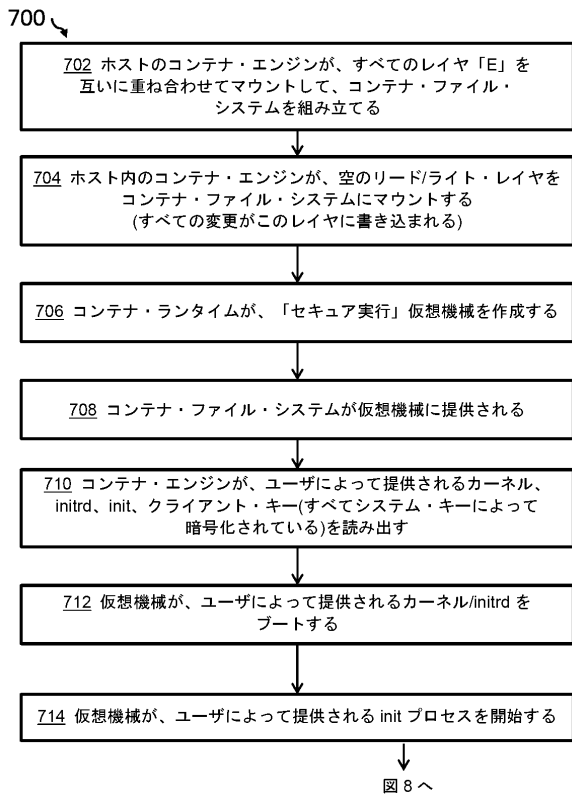 700
702 ホストのコンテナ・エンジンが、すべてのレイヤ「E」を
互いに重ね合わせてマウントして、コンテナ・ファイル・
システムを組み立てる
704 ホスト内のコンテナ・エンジンが、空のリード/ライト・レイヤを
コンテナ・ファイル・システムにマウントする
(すべての変更がこのレイヤに書き込まれる)
706 コンテナ・ランタイムが、「セキュア実行」仮想機械を作成する
708 コンテナ・ファイル・システムが仮想機械に提供される
710 コンテナ・エンジンが、ユーザによって提供されるカーネル、
initrd、init、クライアント・キー(すべてシステム・キーによって
暗号化されている)を読み出す
712 仮想機械が、ユーザによって提供されるカーネル/initrd を
ブートする
714 仮想機械が、ユーザによって提供される init プロセスを開始する
図 8 へ